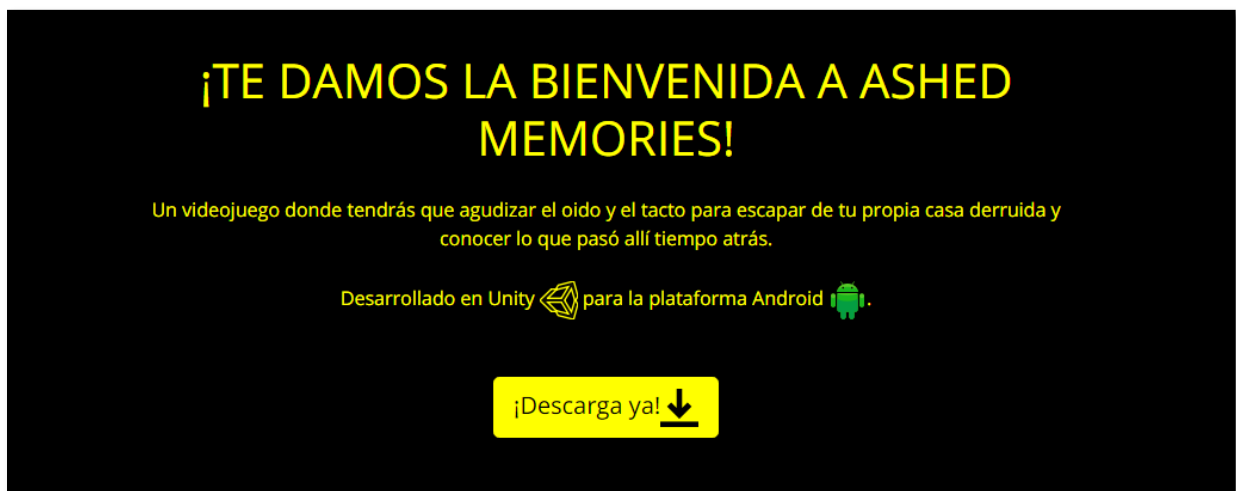 ¡TE DAMOS LA BIENVENIDA A ASHED
MEMORIES!
Un videojuego donde tendrás que agudizar el oido y el tacto para escapar de tu propia casa derruida y
conocer lo que pasó allí tiempo atrás.
Desarrollado en Unity para la plataforma Android .
¡Descarga ya!